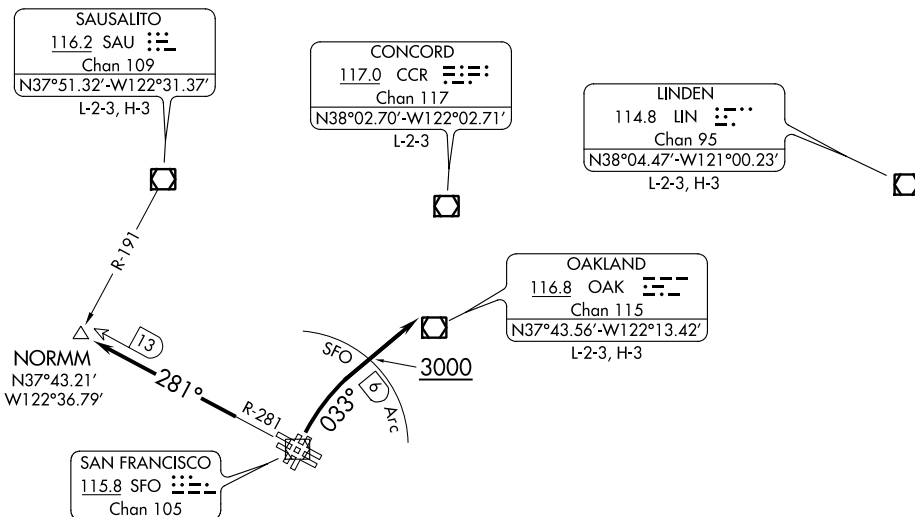 SAUSALITO
116.2 SAU
Chan 109
N37°51.32'-W122°31.37'
L-2-3, H-3
CONCORD
117.0 CCR
Chan 117
N38°02.70'-W122°02.71'
L-2-3
LINDEN
114.8 LIN
Chan 95
N38°04.47'-W121°00.23'
L-2-3, H-3
R-191
OAKLAND
116.8 OAK
Chan 115
N37°43.56'-W122°13.42'
L-2-3, H-3
NORMM
N37°43.21'
W122°36.79'
13
281°
R-281
SFO
6
Arc
3000
033°
SAN FRANCISCO
115.8 SFO
Chan 105